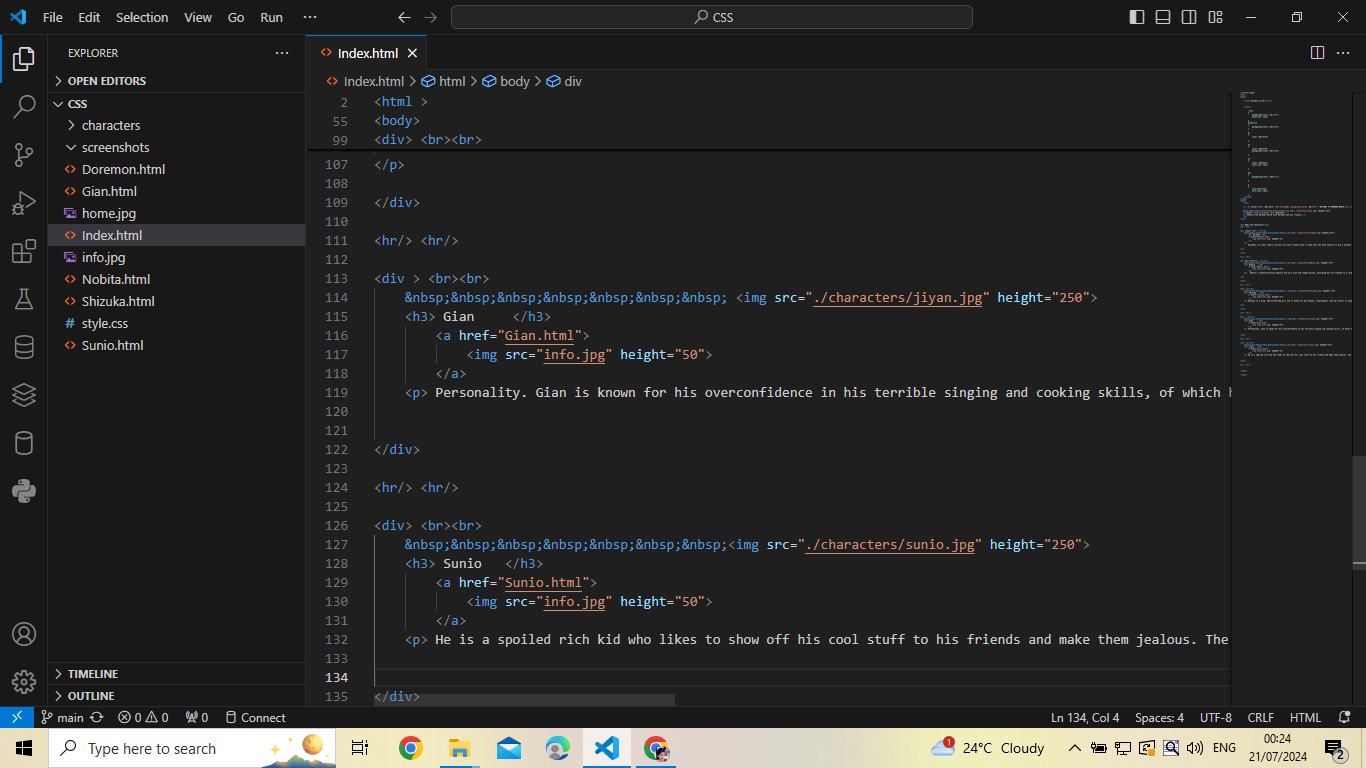 File Edit Selection View Go Run ··· CSS
EXPLORER ···
OPEN EDITORS
CSS
characters
screenshots
Doremon.html
Gian.html
home.jpg
Index.html
info.jpg
Nobita.html
Shizuka.html
style.css
Sunio.html
TIMELINE
OUTLINE
Index.html
Index.html > html > body > div
2 <html >
55 <body>
99 <div> <br><br>
107 </p>
108
109 </div>
110
111 <hr/> <hr/>
112
113 <div > <br><br>
114 &nbsp;&nbsp;&nbsp;&nbsp;&nbsp;&nbsp;&nbsp; <img src="./characters/jiyan.jpg" height="250">
115 <h3> Gian     </h3>
116 <a href="Gian.html">
117 <img src="info.jpg" height="50">
118 </a>
119 <p> Personality. Gian is known for his overconfidence in his terrible singing and cooking skills, of which
120
121
122 </div>
123
124 <hr/> <hr/>
125
126 <div> <br><br>
127 &nbsp;&nbsp;&nbsp;&nbsp;&nbsp;&nbsp;&nbsp;<img src="./characters/sunio.jpg" height="250">
128 <h3> Sunio   </h3>
129 <a href="Sunio.html">
130 <img src="info.jpg" height="50">
131 </a>
132 <p> He is a spoiled rich kid who likes to show off his cool stuff to his friends and make them jealous. The
133
134
135 </div>
main 0 0 0 Connect Ln 134, Col 4 Spaces: 4 UTF-8 CRLF HTML
Type here to search 1 24°C Cloudy ENG 00:24 21/07/2024 2